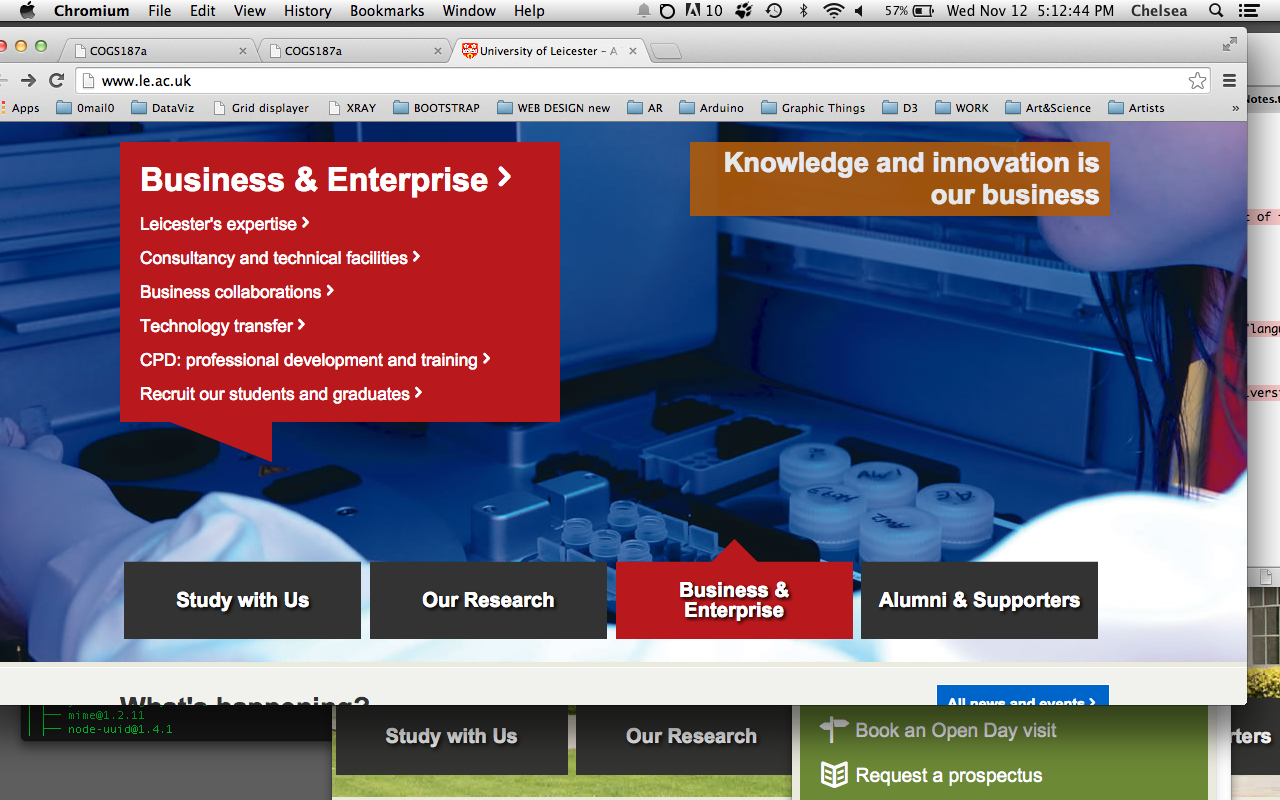 Chromium File Edit View History Bookmarks Window Help 10 57% Wed Nov 12 5:12:44 PM Chelsea
COGS187a COGS187a University of Leicester – A
www.le.ac.uk
Apps 0mail0 DataViz Grid displayer XRAY BOOTSTRAP WEB DESIGN new AR Arduino Graphic Things D3 WORK Art&Science Artists »
Notes.t
Business & Enterprise
Knowledge and innovation is
our business
Leicester's expertise
Consultancy and technical facilities
Business collaborations
Technology transfer
CPD: professional development and training
Recruit our students and graduates
t of
/langu
iversi
Study with Us
Our Research
Business &
Enterprise
Alumni & Supporters
What's happening?
All news and events
mime@1.2.11
node-uuid@1.4.1
Study with Us
Our Research
Book an Open Day visit
Request a prospectus
rters